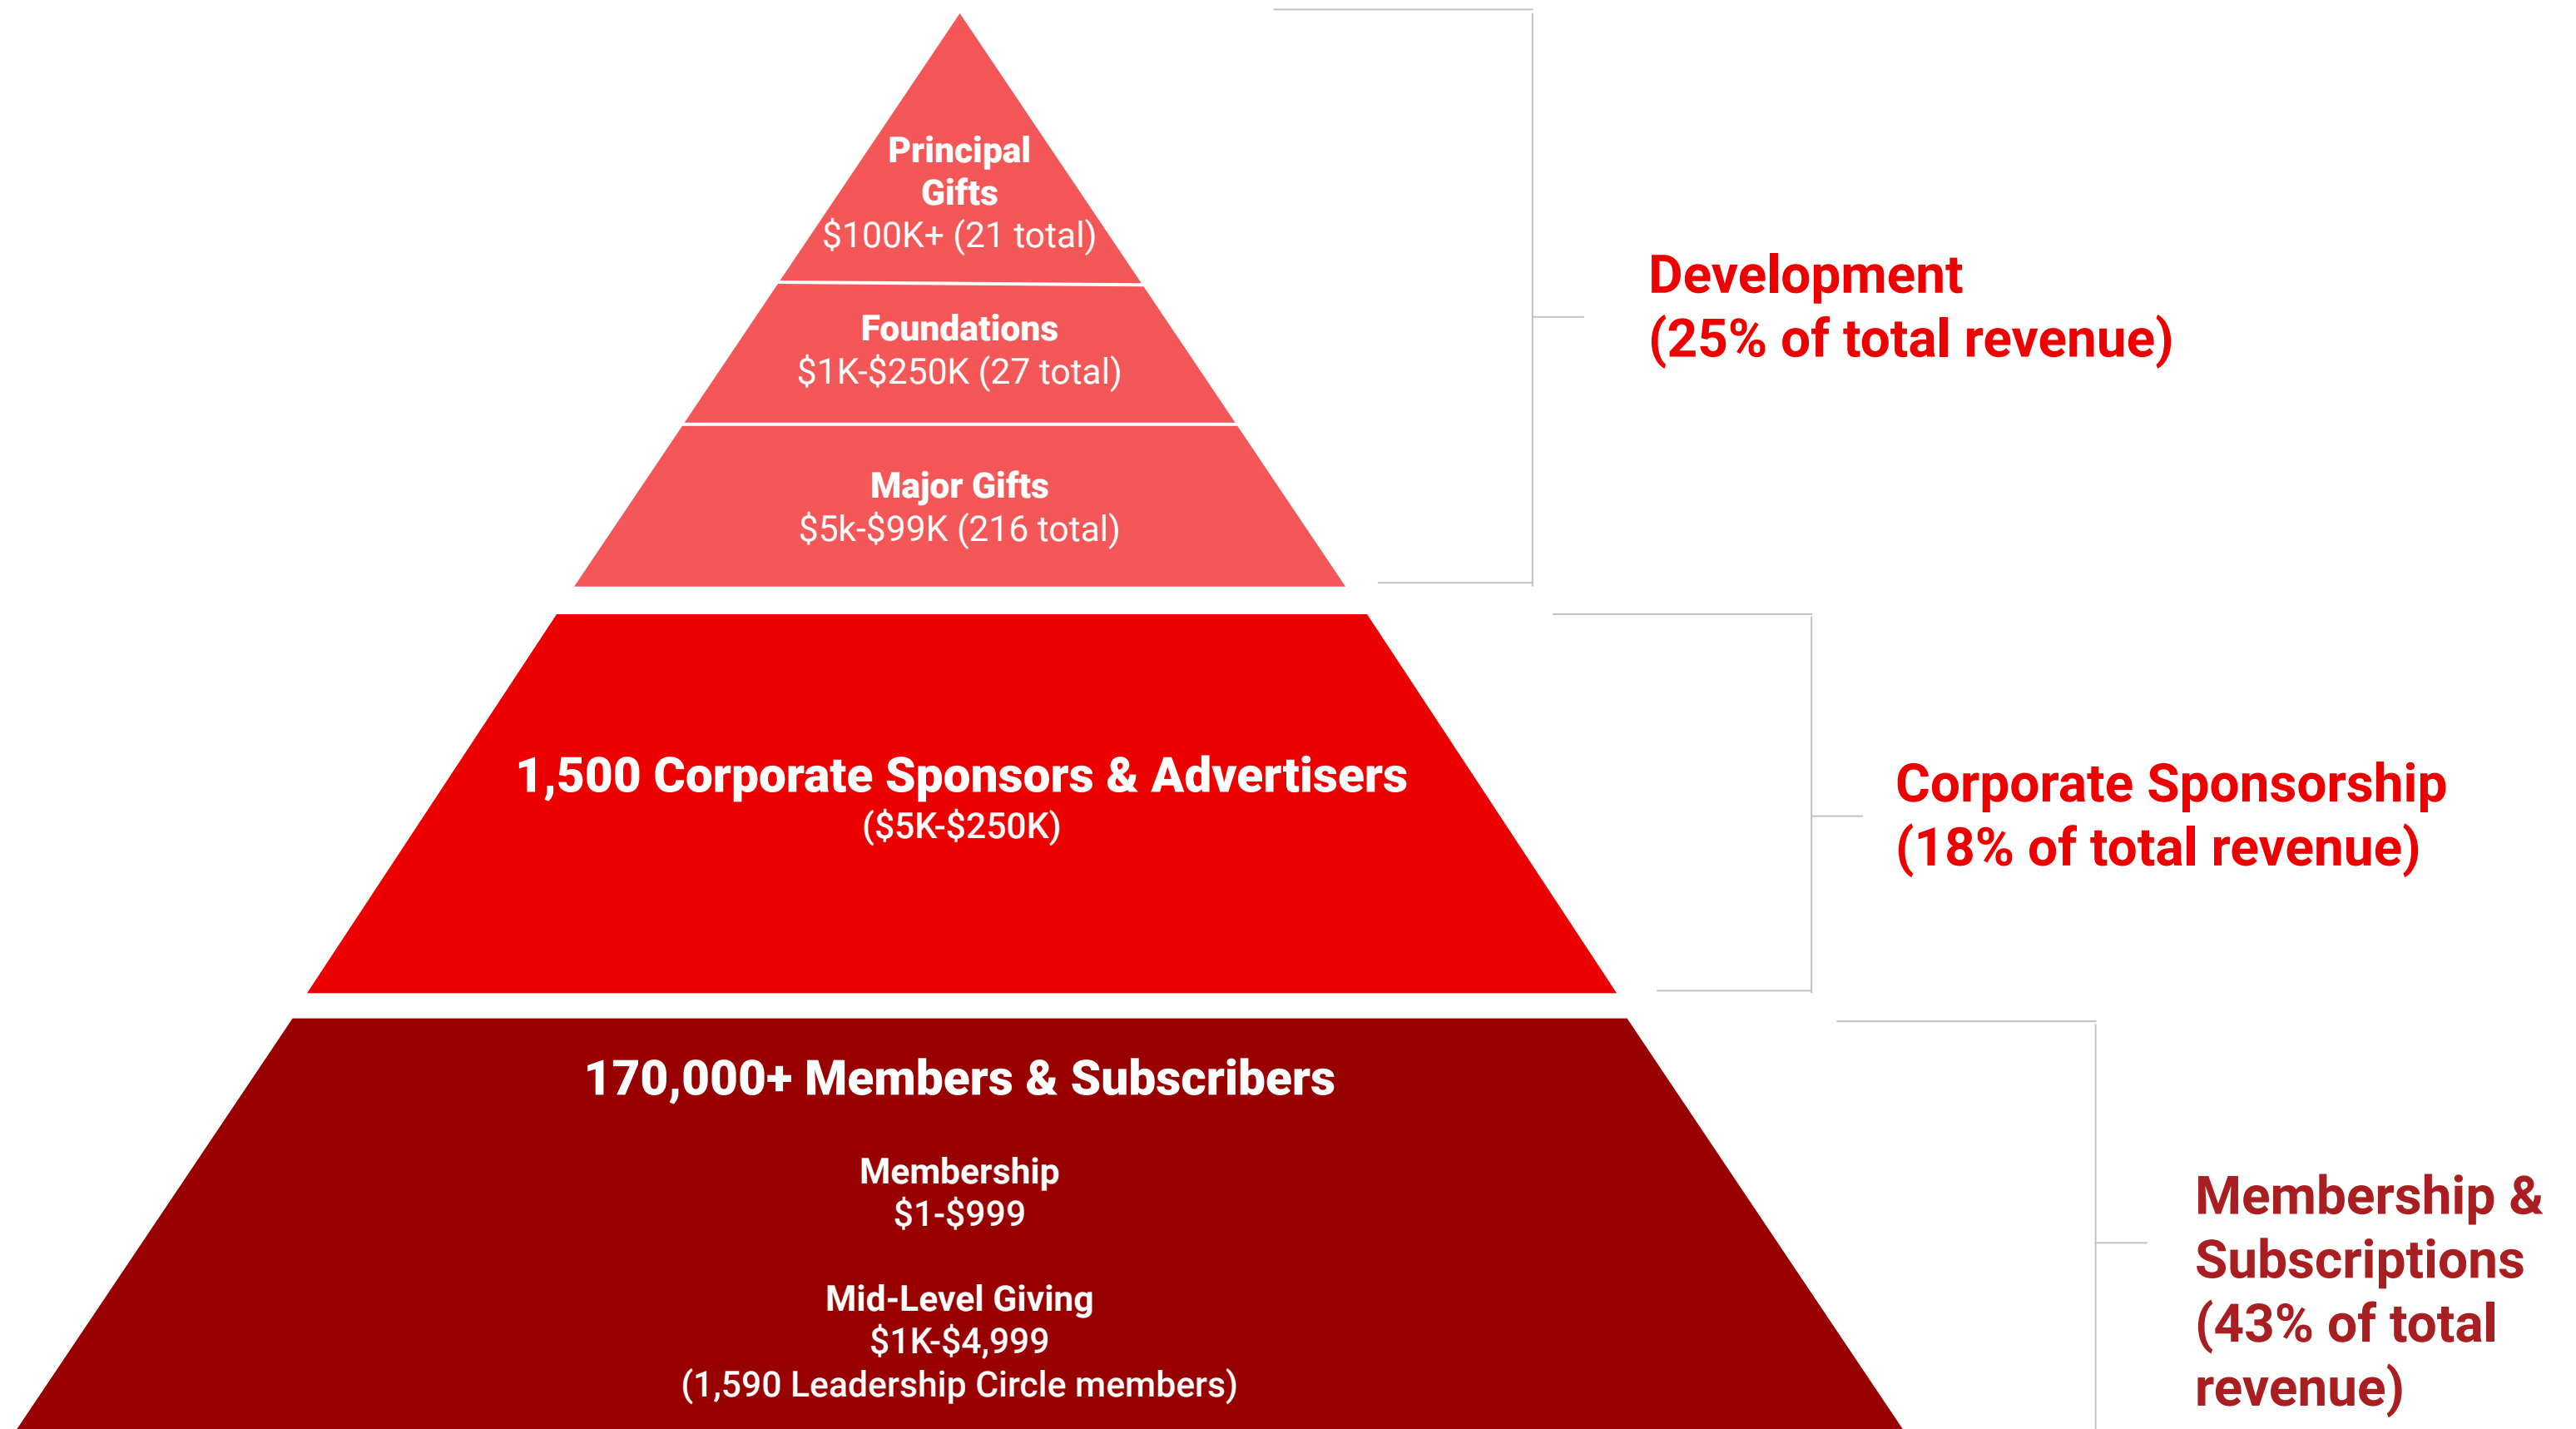 Principal
Gifts
$100K+ (21 total)
Foundations
$1K-$250K (27 total)
Major Gifts
$5k-$99K (216 total)
Development
(25% of total revenue)
1,500 Corporate Sponsors & Advertisers
($5K-$250K)
Corporate Sponsorship
(18% of total revenue)
170,000+ Members & Subscribers
Membership
$1-$999
Mid-Level Giving
$1K-$4,999
(1,590 Leadership Circle members)
Membership &
Subscriptions
(43% of total
revenue)